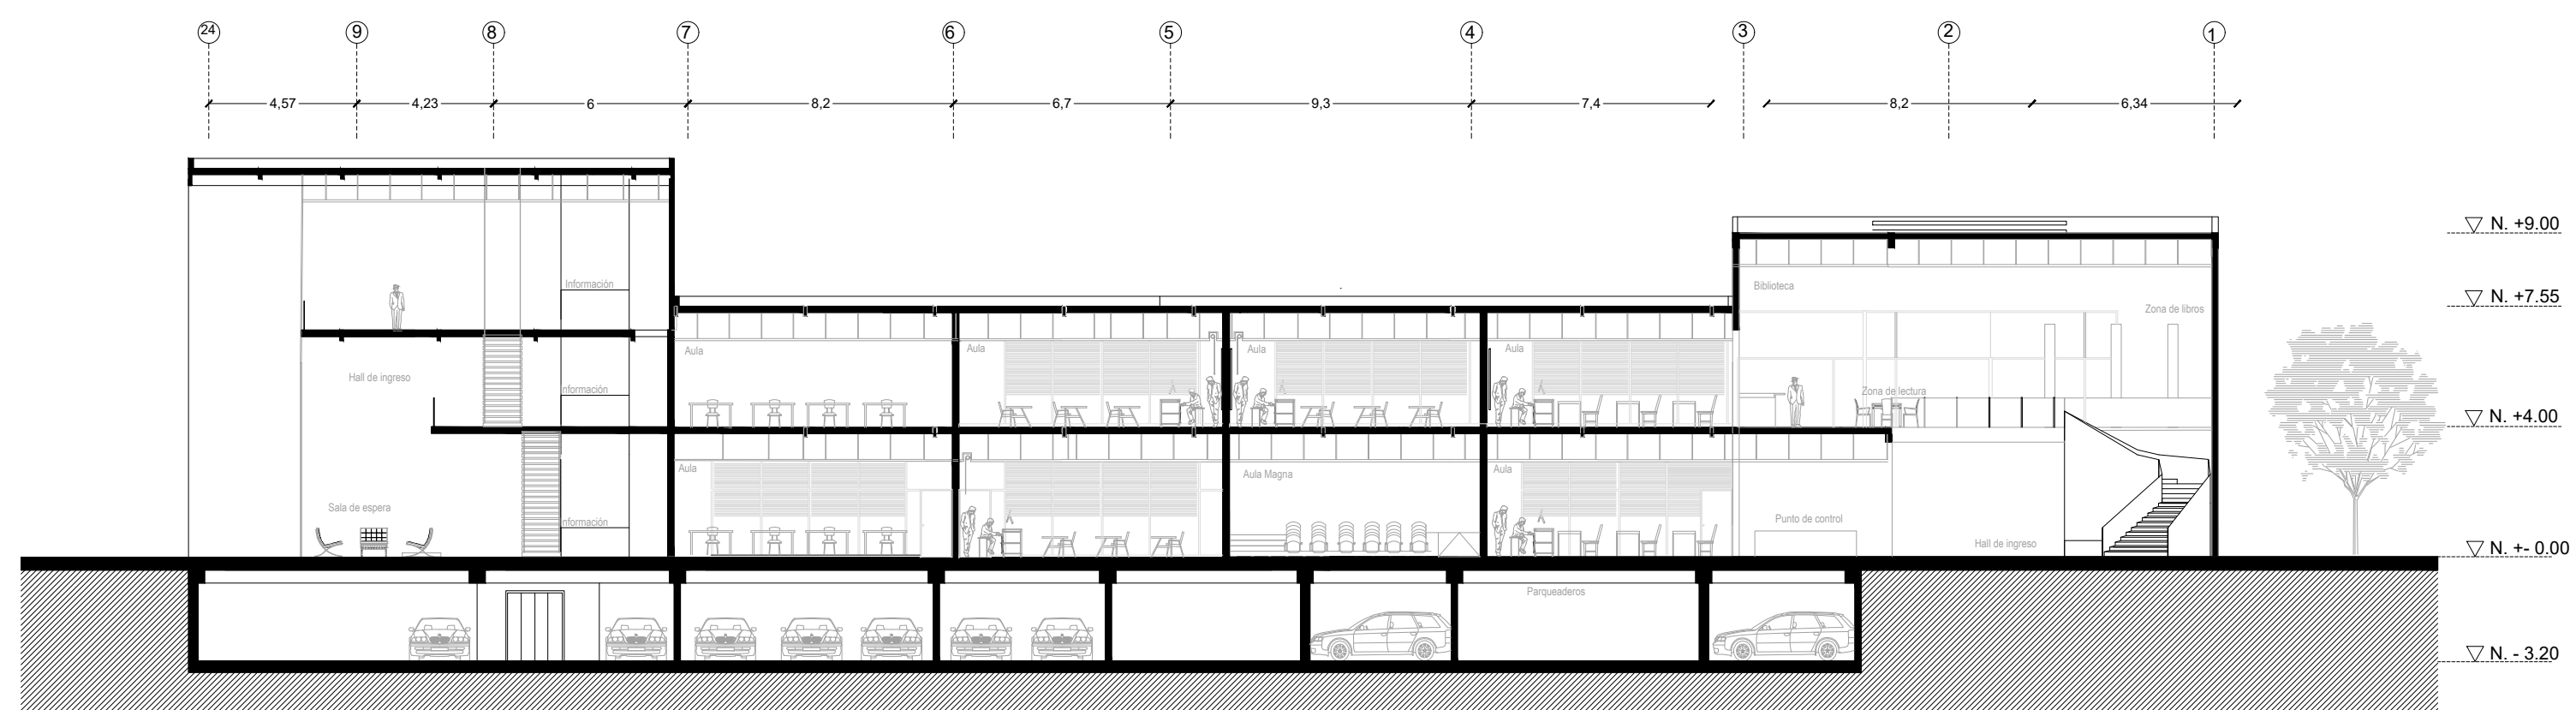 24 9 8 7 6 5 4 3 2 1
4,57 4,23 6 8,2 6,7 9,3 7,4 8,2 6,34
N. +9.00
Información
Biblioteca
N. +7.55
Zona de libros
Aula Aula Aula Aula
Hall de ingreso
nformación
Zona de lectura
N. +4.00
Aula Aula Magna Aula
Sala de espera
nformación
Punto de control
Hall de ingreso
N. +- 0.00
Parqueaderos
N. - 3.20